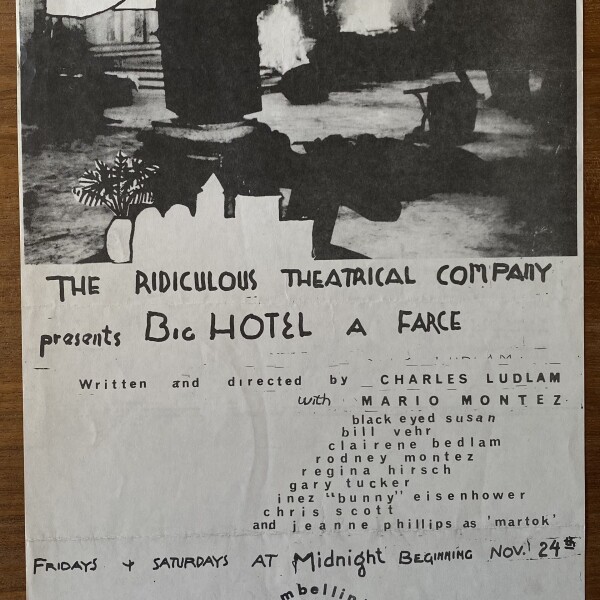 THE RIDICULOUS THEATRICAL COMPANY
presents BIG HOTEL A FARCE
Written and directed by CHARLES LUDLAM
with MARIO MONTEZ
black eyed susan
bill vehr
clairene bedlam
rodney montez
regina hirsch
gary tucker
inez "bunny" eisenhower
chris scott
and jeanne phillips as 'martok'
FRIDAYS + SATURDAYS AT Midnight BEGINNING NOV. 24th